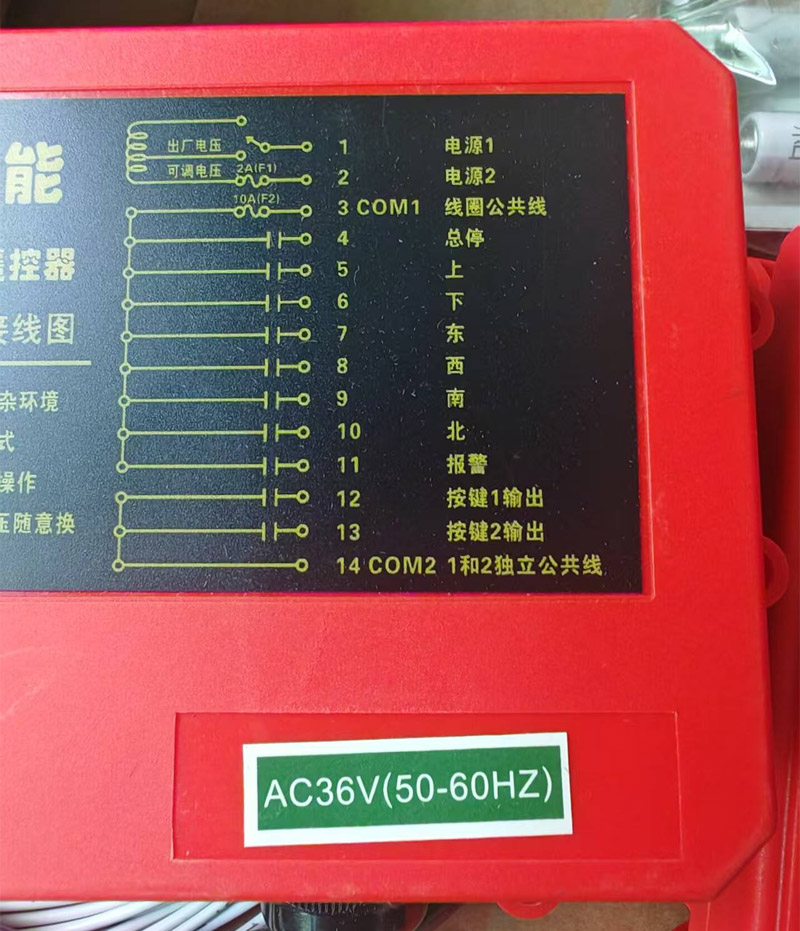 能
控器
接线图
杂环境
式
操作
压随意换
出厂电压
可调电压 2A(F1)
10A(F2)
1 电源1
2 电源2
3 COM1 线圈公共线
4 总停
5 上
6 下
7 东
8 西
9 南
10 北
11 报警
12 按键1输出
13 按键2输出
14 COM2 1和2独立公共线
AC36V(50-60HZ)